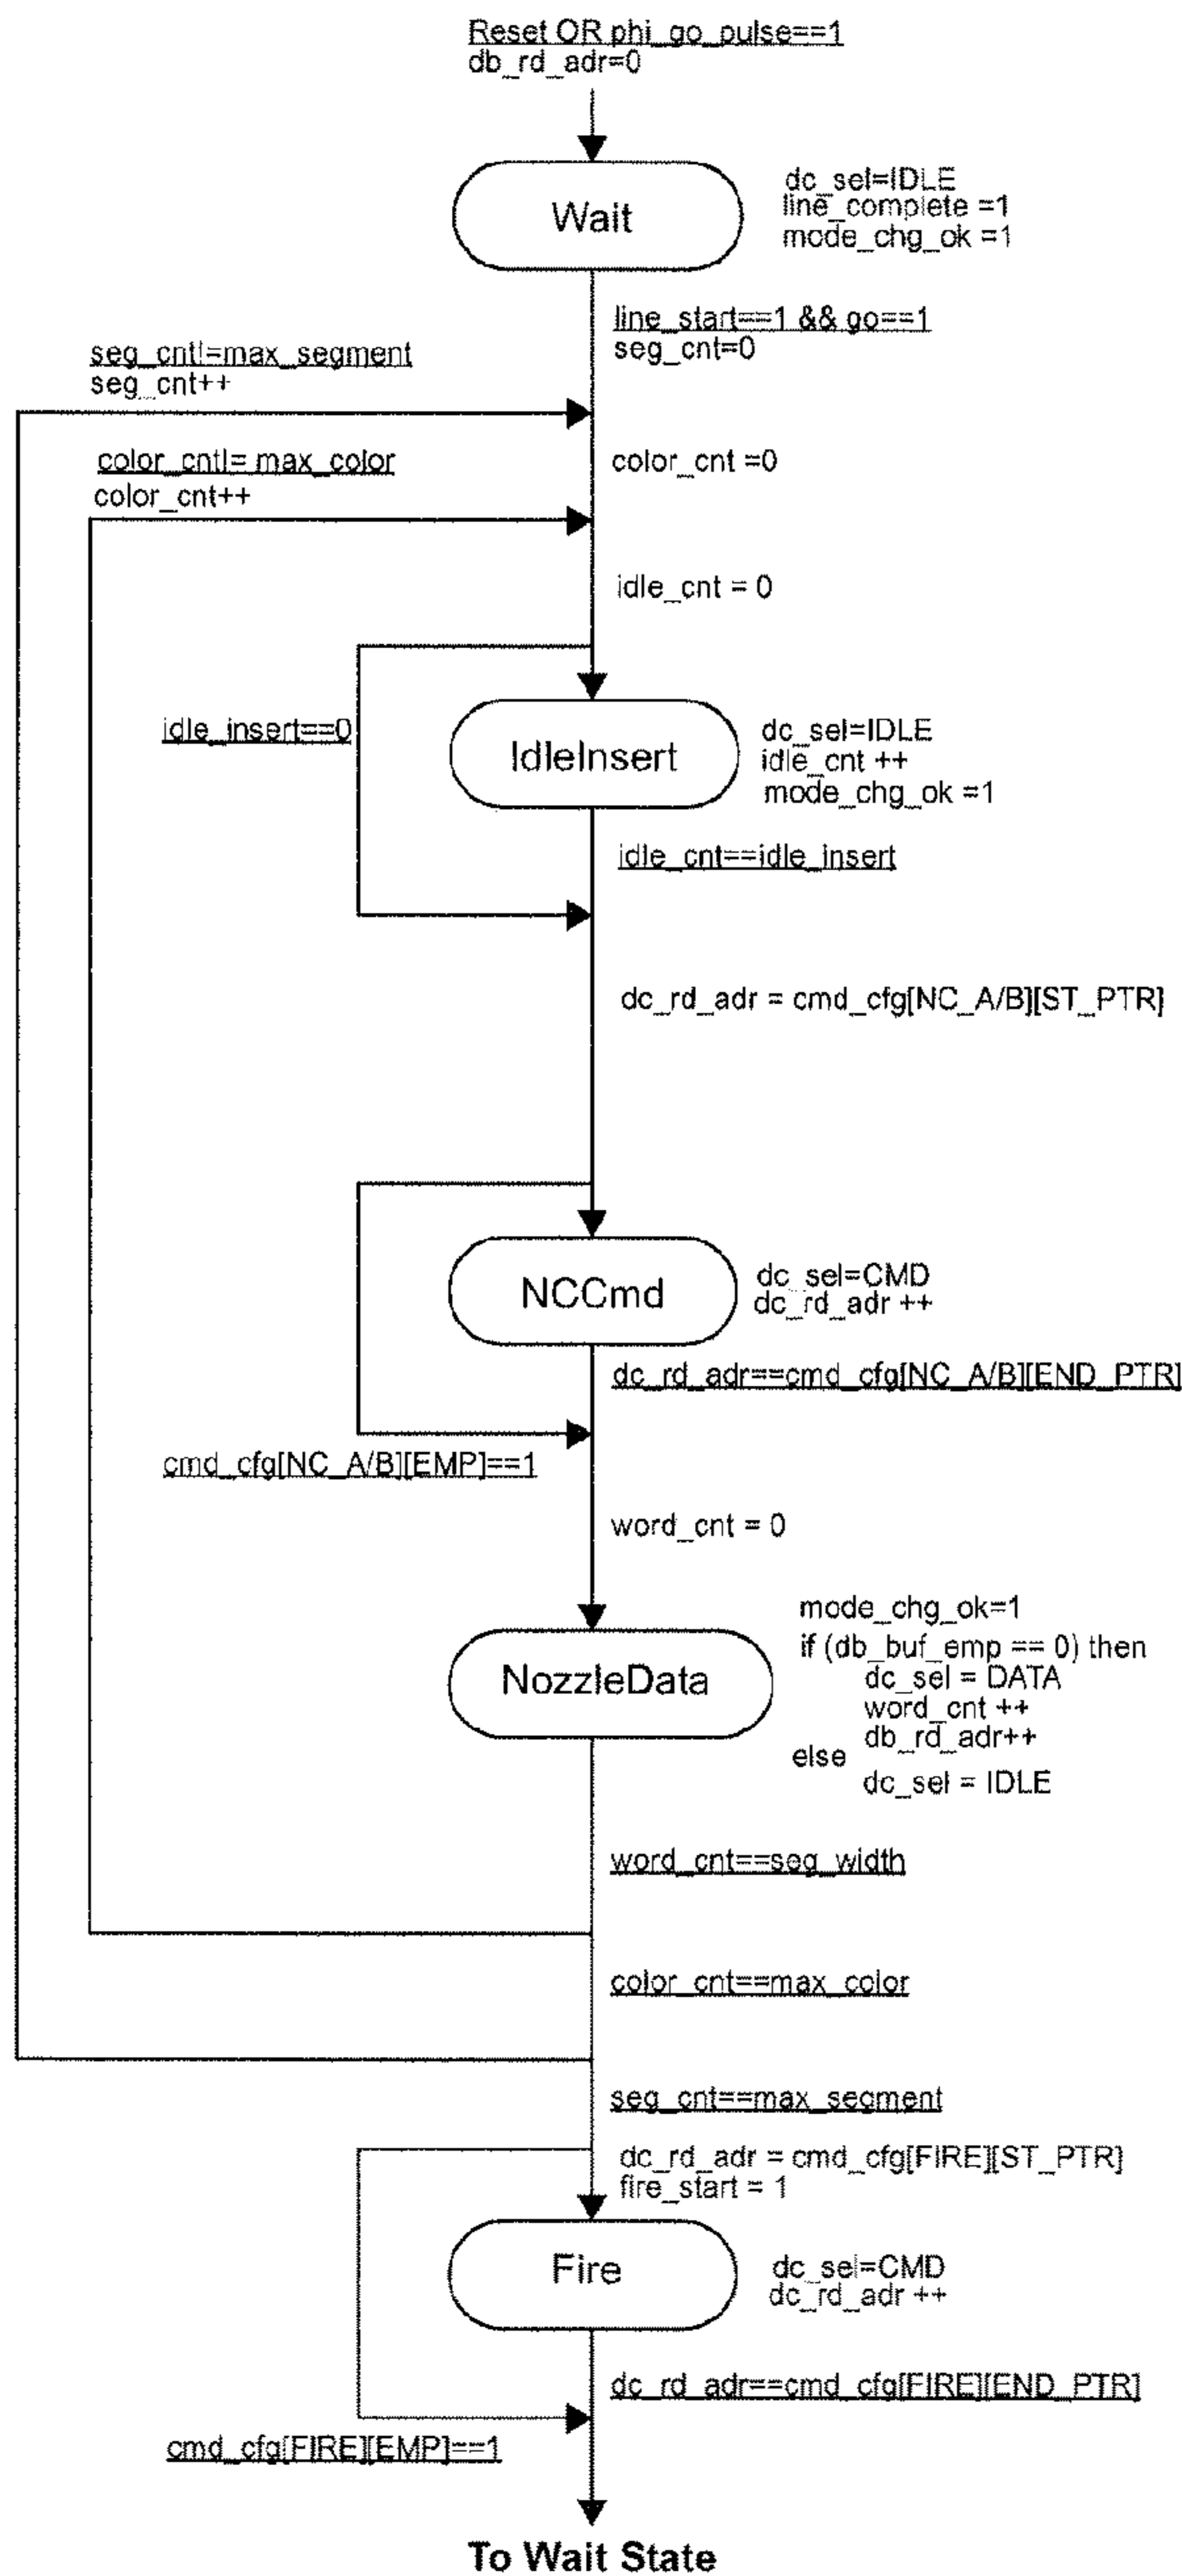 Reset OR phi_go_pulse==1
db_rd_adr=0
Wait
dc_sel=IDLE
line_complete =1
mode_chg_ok =1
line_start==1 && go==1
seg_cnt=0
seg_cnt!=max_segment
seg_cnt++
color_cnt!= max_color
color_cnt++
color_cnt =0
idle_cnt = 0
idle_insert==0
IdleInsert
dc_sel=IDLE
idle_cnt ++
mode_chg_ok =1
idle_cnt==idle_insert
dc_rd_adr = cmd_cfg[NC_A/B][ST_PTR]
NCCmd
dc_sel=CMD
dc_rd_adr ++
dc_rd_adr==cmd_cfg[NC_A/B][END_PTR]
cmd_cfg[NC_A/B][EMP]==1
word_cnt = 0
NozzleData
mode_chg_ok=1
if (db_buf_emp == 0) then
dc_sel = DATA
word_cnt ++
db_rd_adr++
else
dc_sel = IDLE
word_cnt==seg_width
color_cnt==max_color
seg_cnt==max_segment
dc_rd_adr = cmd_cfg[FIRE][ST_PTR]
fire_start = 1
Fire
dc_sel=CMD
dc_rd_adr ++
dc_rd_adr==cmd_cfg[FIRE][END_PTR]
cmd_cfg[FIRE][EMP]==1
To Wait State